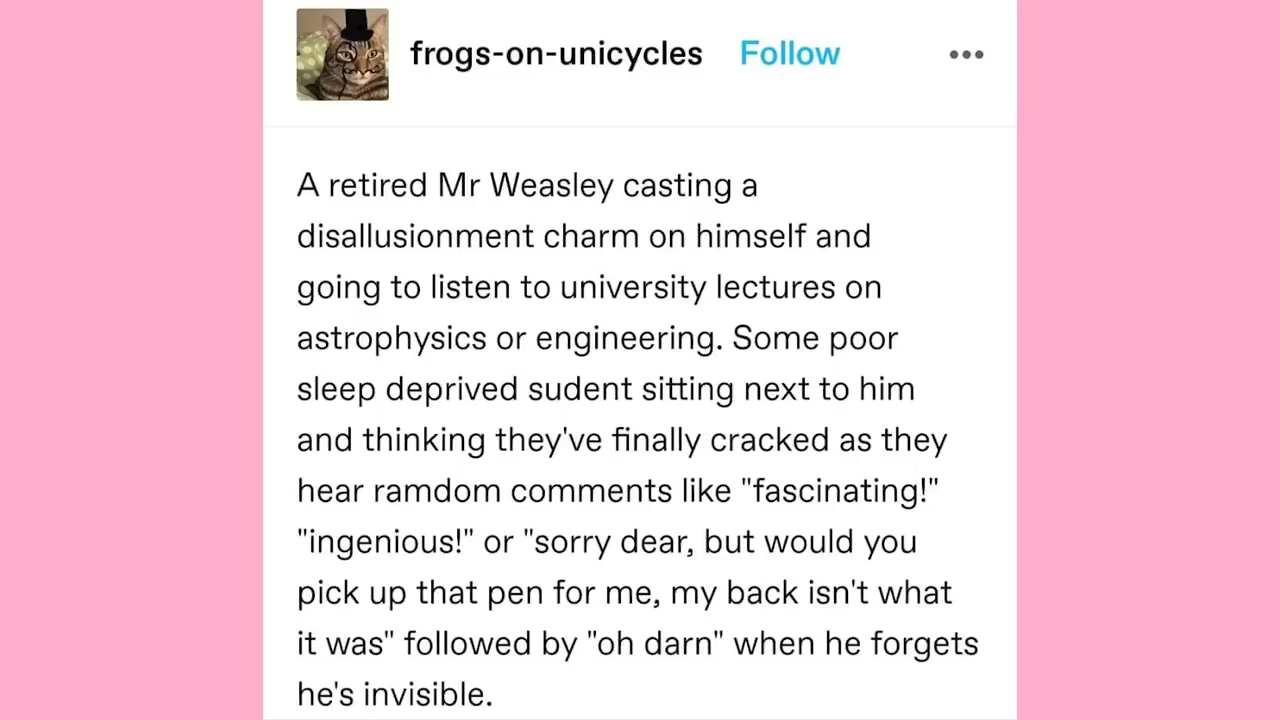 frogs-on-unicycles Follow
A retired Mr Weasley casting a
disallusionment charm on himself and
going to listen to university lectures on
astrophysics or engineering. Some poor
sleep deprived sudent sitting next to him
and thinking they've finally cracked as they
hear ramdom comments like "fascinating!"
"ingenious!" or "sorry dear, but would you
pick up that pen for me, my back isn't what
it was" followed by "oh darn" when he forgets
he's invisible.